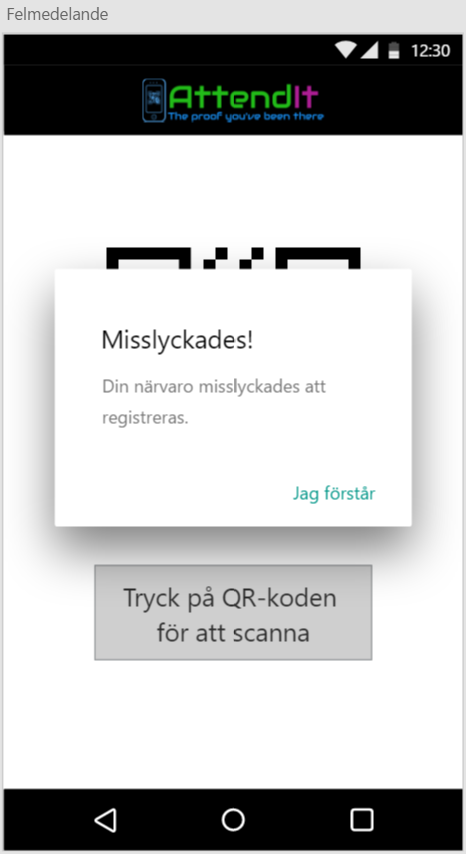 Felmedelande
12:30
AttendIt
The proof you've been there
Misslyckades!
Din närvaro misslyckades att
registreras.
Jag förstår
Tryck på QR-koden
för att scanna